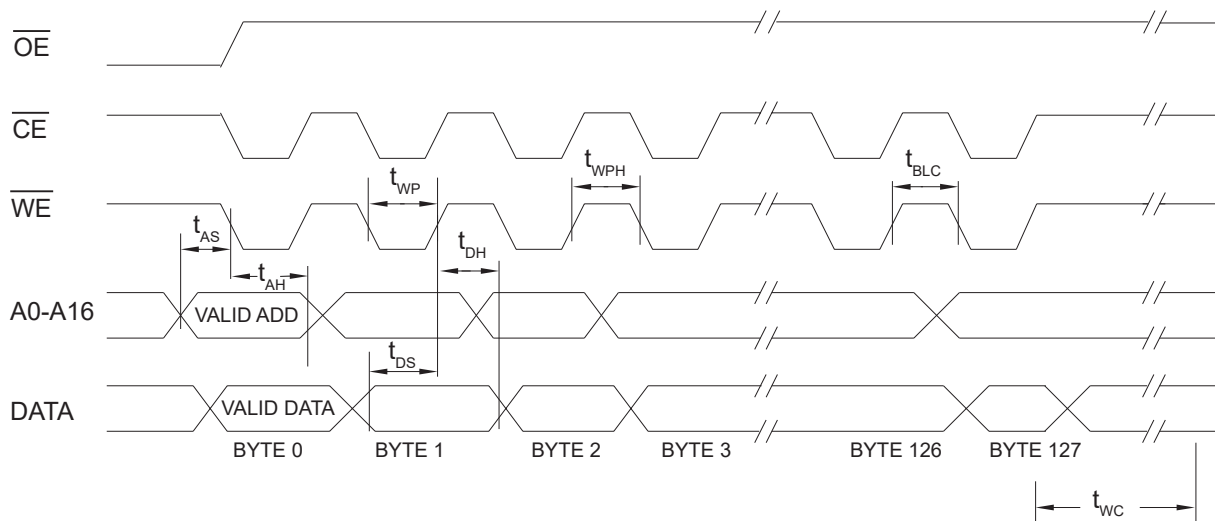 OE
CE
tWP
tWPH
tBLC
WE
tAS
tDH
tAH
A0-A16
VALID ADD
tDS
DATA
VALID DATA
BYTE 0
BYTE 1
BYTE 2
BYTE 3
BYTE 126
BYTE 127
tWC